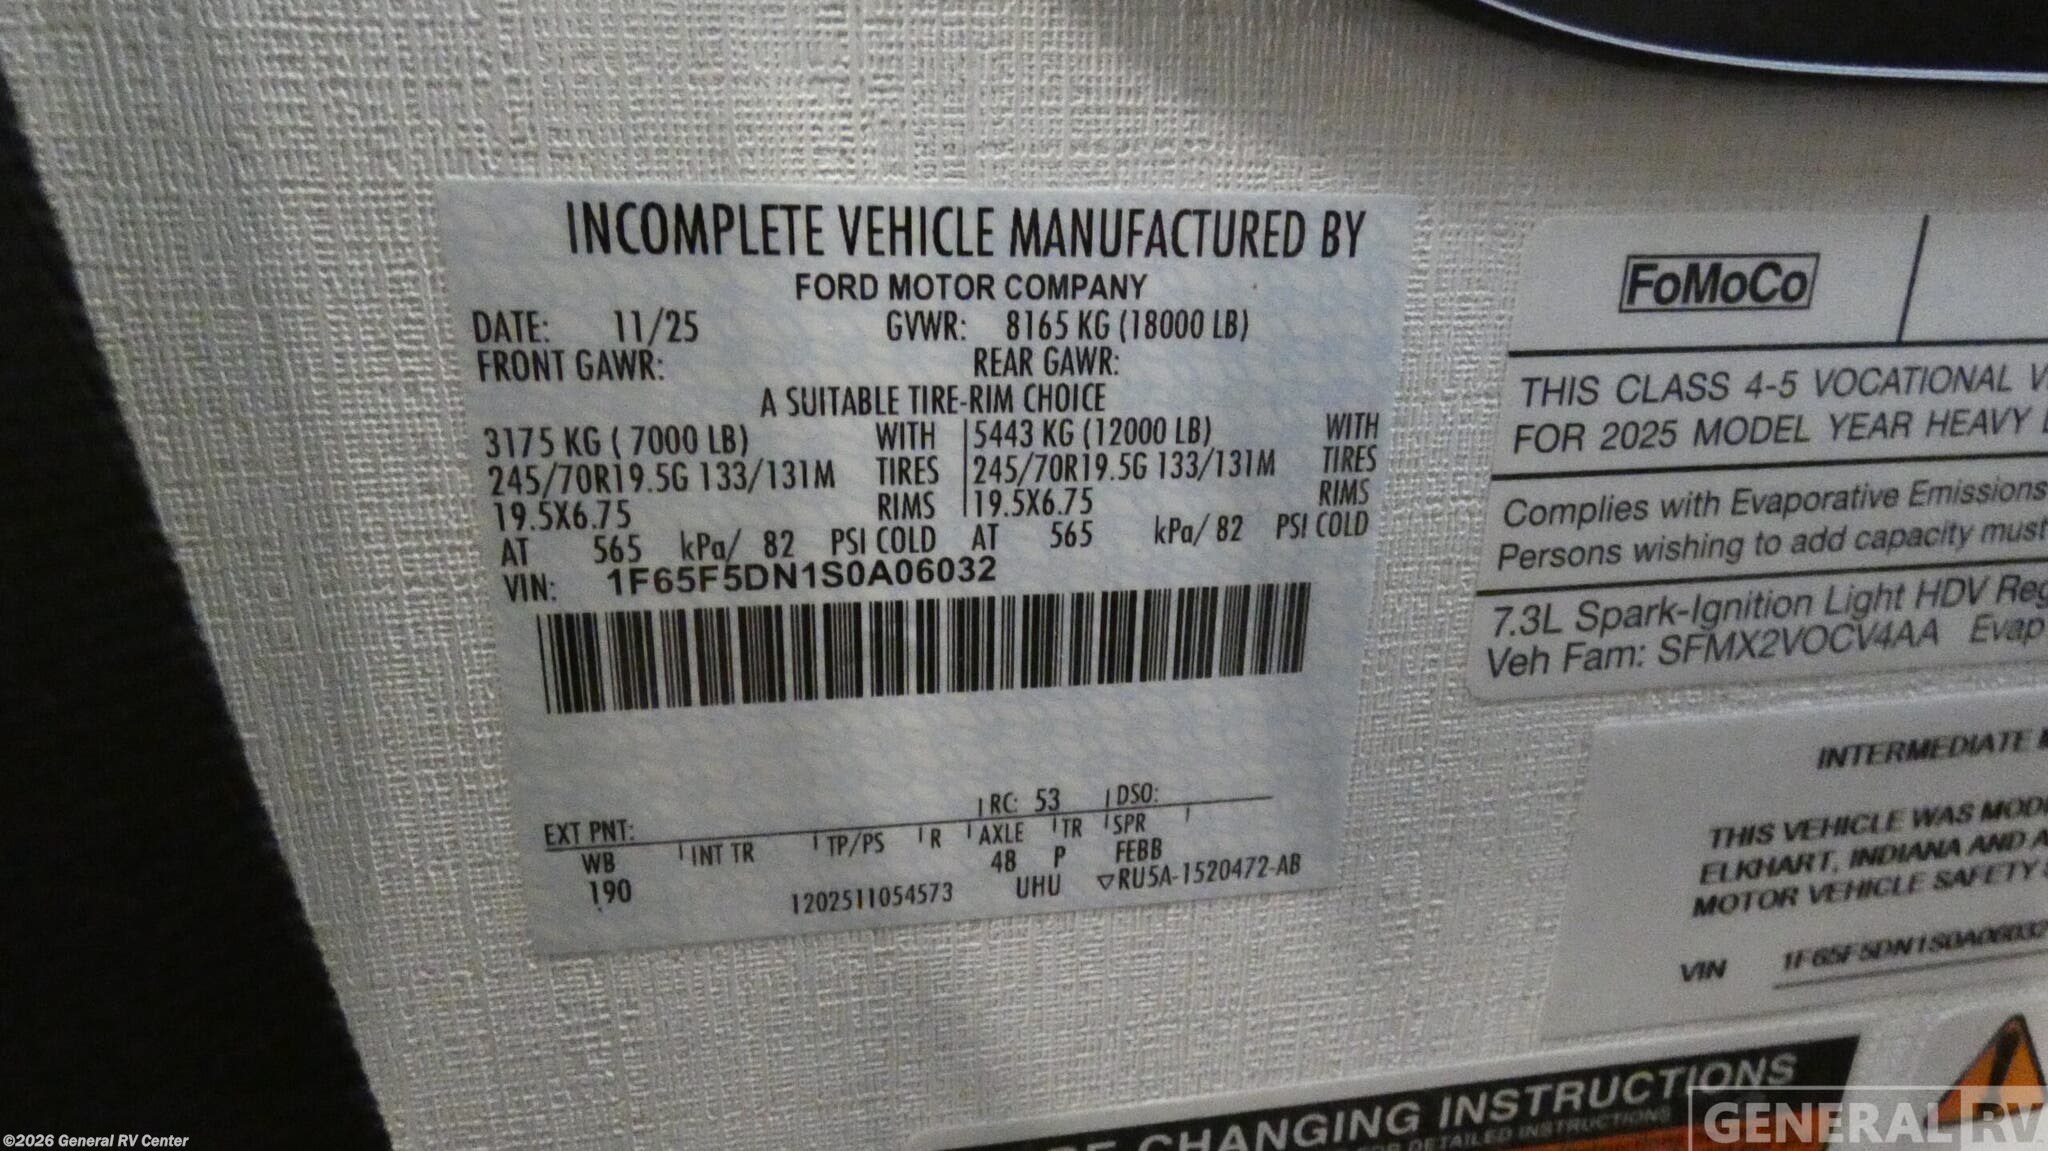 INCOMPLETE VEHICLE MANUFACTURED BY
FORD MOTOR COMPANY
DATE: 11/25 GVWR: 8165 KG (18000 LB)
FRONT GAWR: REAR GAWR:
A SUITABLE TIRE-RIM CHOICE
3175 KG ( 7000 LB) WITH 5443 KG (12000 LB) WITH
245/70R19.5G 133/131M TIRES 245/70R19.5G 133/131M TIRES
19.5X6.75 RIMS 19.5X6.75 RIMS
AT 565 kPa/ 82 PSI COLD AT 565 kPa/ 82 PSI COLD
VIN: 1F65F5DN1S0A06032
RC: 53 DSO:
EXT PNT:
WB INT TR TP/PS R AXLE TR SPR
48 P FEBB
190 1202511054573 UHU ▽RU5A-1520472-AB
FoMoCo
THIS CLASS 4-5 VOCATIONAL
FOR 2025 MODEL YEAR HEAVY
Complies with Evaporative Emissions
Persons wishing to add capacity must
7.3L Spark-Ignition Light HDV Reg
Veh Fam: SFMX2VOCV4AA Evap
INTERMEDIATE
THIS VEHICLE WAS MODI
ELKHART, INDIANA AND
MOTOR VEHICLE SAFETY
VIN 1F65F5DN1S0A06032
CHANGING INSTRUCTIONS
FOR DETAILED INSTRUCTIONS
GENERAL RV
©2026 General RV Center